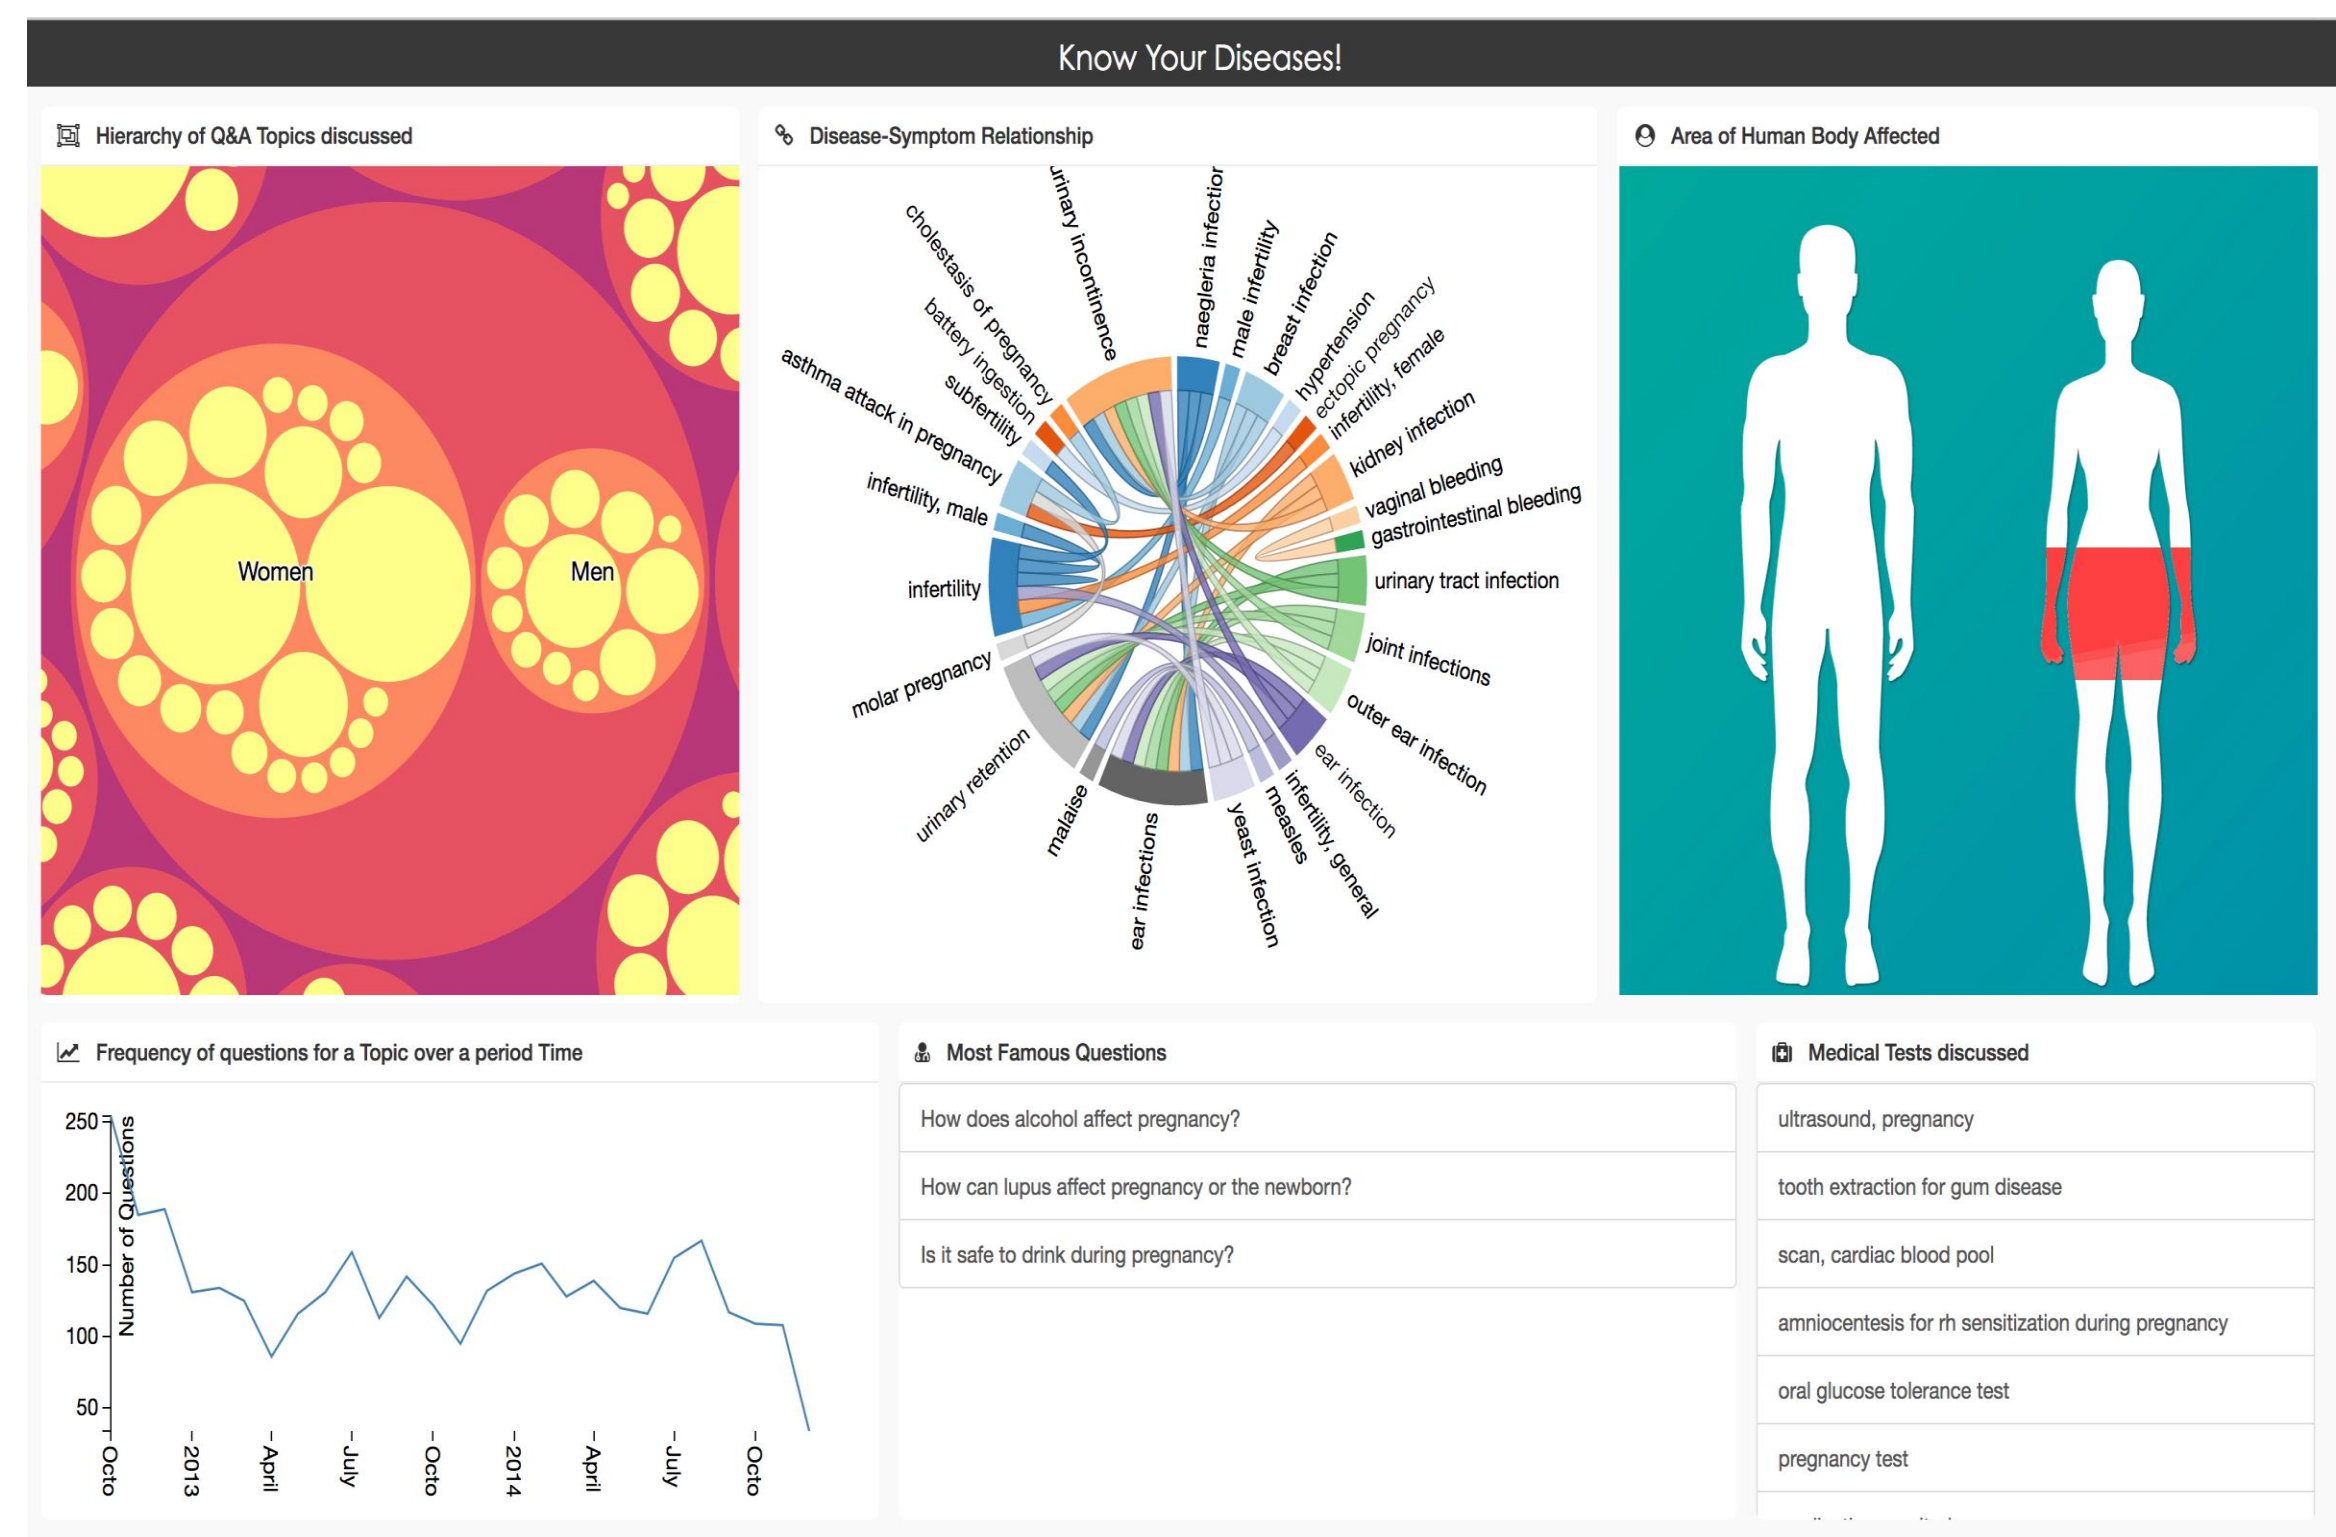 Know Your Diseases!
Hierarchy of Q&A Topics discussed
Women
Men
Disease-Symptom Relationship
urinary incontinence
naegleria infection
male infertility
breast infection
hypertension
ectopic pregnancy
infertility, female
kidney infection
vaginal bleeding
gastrointestinal bleeding
urinary tract infection
joint infections
outer ear infection
ear infection
infertility, general
measles
yeast infection
ear infections
malaise
urinary retention
molar pregnancy
infertility
infertility, male
asthma attack in pregnancy
subfertility
battery ingestion
cholestasis of pregnancy
Area of Human Body Affected
Frequency of questions for a Topic over a period Time
Number of Questions
250
200
150
100
50
Octo
2013
April
July
Octo
2014
April
July
Octo
Most Famous Questions
How does alcohol affect pregnancy?
How can lupus affect pregnancy or the newborn?
Is it safe to drink during pregnancy?
Medical Tests discussed
ultrasound, pregnancy
tooth extraction for gum disease
scan, cardiac blood pool
amniocentesis for rh sensitization during pregnancy
oral glucose tolerance test
pregnancy test